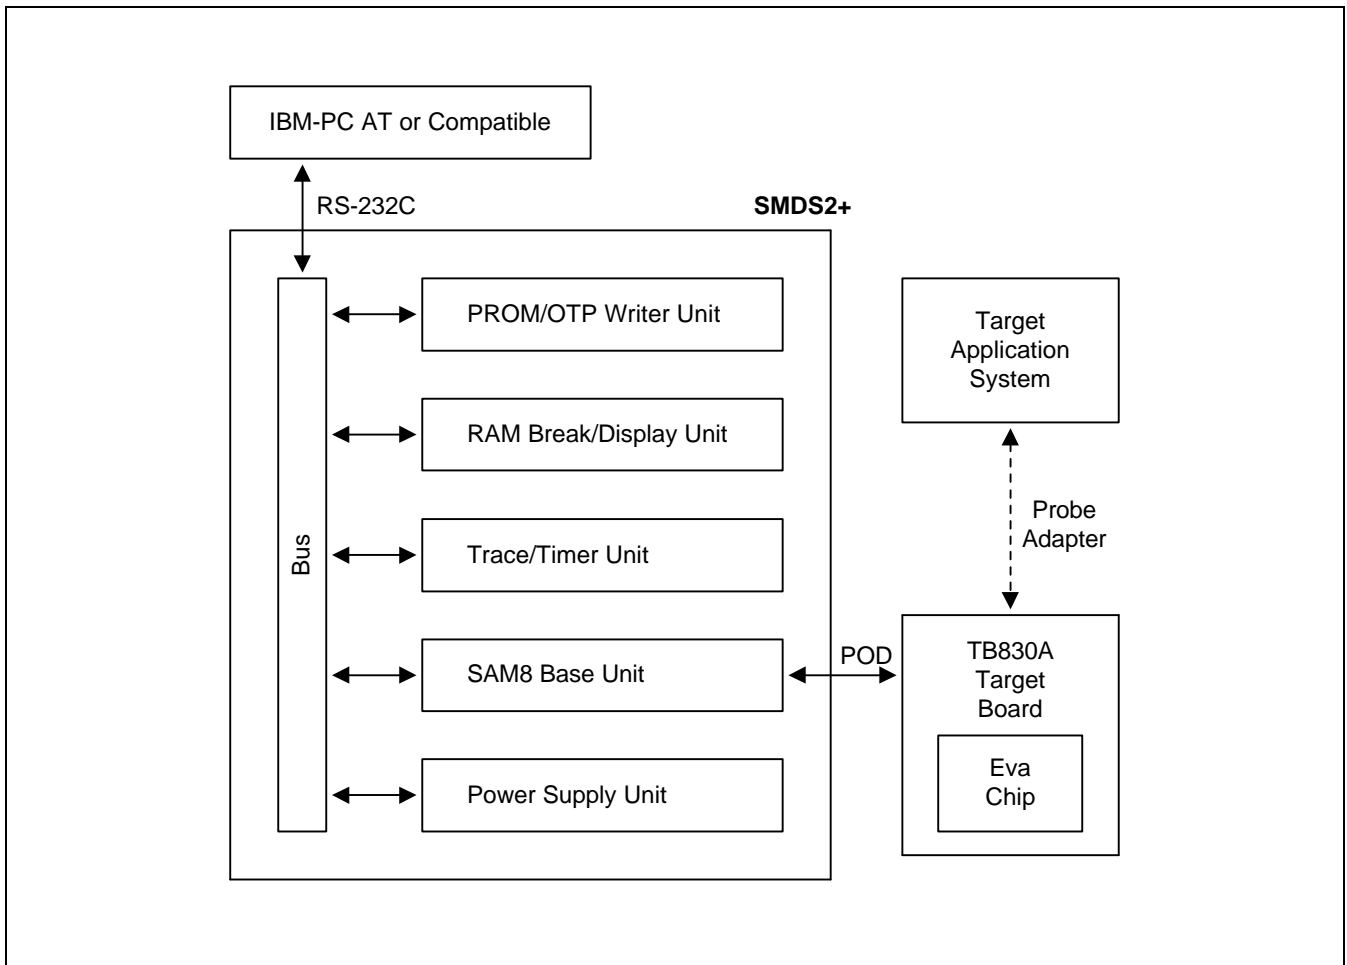 IBM-PC AT or Compatible
RS-232C
SMDS2+
Bus
PROM/OTP Writer Unit
RAM Break/Display Unit
Trace/Timer Unit
SAM8 Base Unit
Power Supply Unit
POD
Target
Application
System
Probe
Adapter
TB830A
Target
Board
Eva
Chip